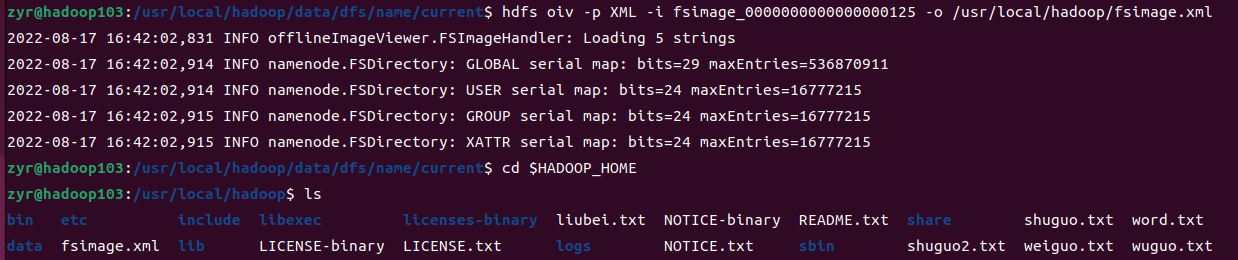 zyr@hadoop103:/usr/local/hadoop/data/dfs/name/current$ hdfs oiv -p XML -i fsimage_0000000000000000125 -o /usr/local/hadoop/fsimage.xml
2022-08-17 16:42:02,831 INFO offlineImageViewer.FSImageHandler: Loading 5 strings
2022-08-17 16:42:02,914 INFO namenode.FSDirectory: GLOBAL serial map: bits=29 maxEntries=536870911
2022-08-17 16:42:02,914 INFO namenode.FSDirectory: USER serial map: bits=24 maxEntries=16777215
2022-08-17 16:42:02,915 INFO namenode.FSDirectory: GROUP serial map: bits=24 maxEntries=16777215
2022-08-17 16:42:02,915 INFO namenode.FSDirectory: XATTR serial map: bits=24 maxEntries=16777215
zyr@hadoop103:/usr/local/hadoop/data/dfs/name/current$ cd $HADOOP_HOME
zyr@hadoop103:/usr/local/hadoop$ ls
bin etc include libexec licenses-binary liubei.txt NOTICE-binary README.txt share shuguo.txt word.txt
data fsimage.xml lib LICENSE-binary LICENSE.txt logs NOTICE.txt sbin shuguo2.txt weiguo.txt wuguo.txt